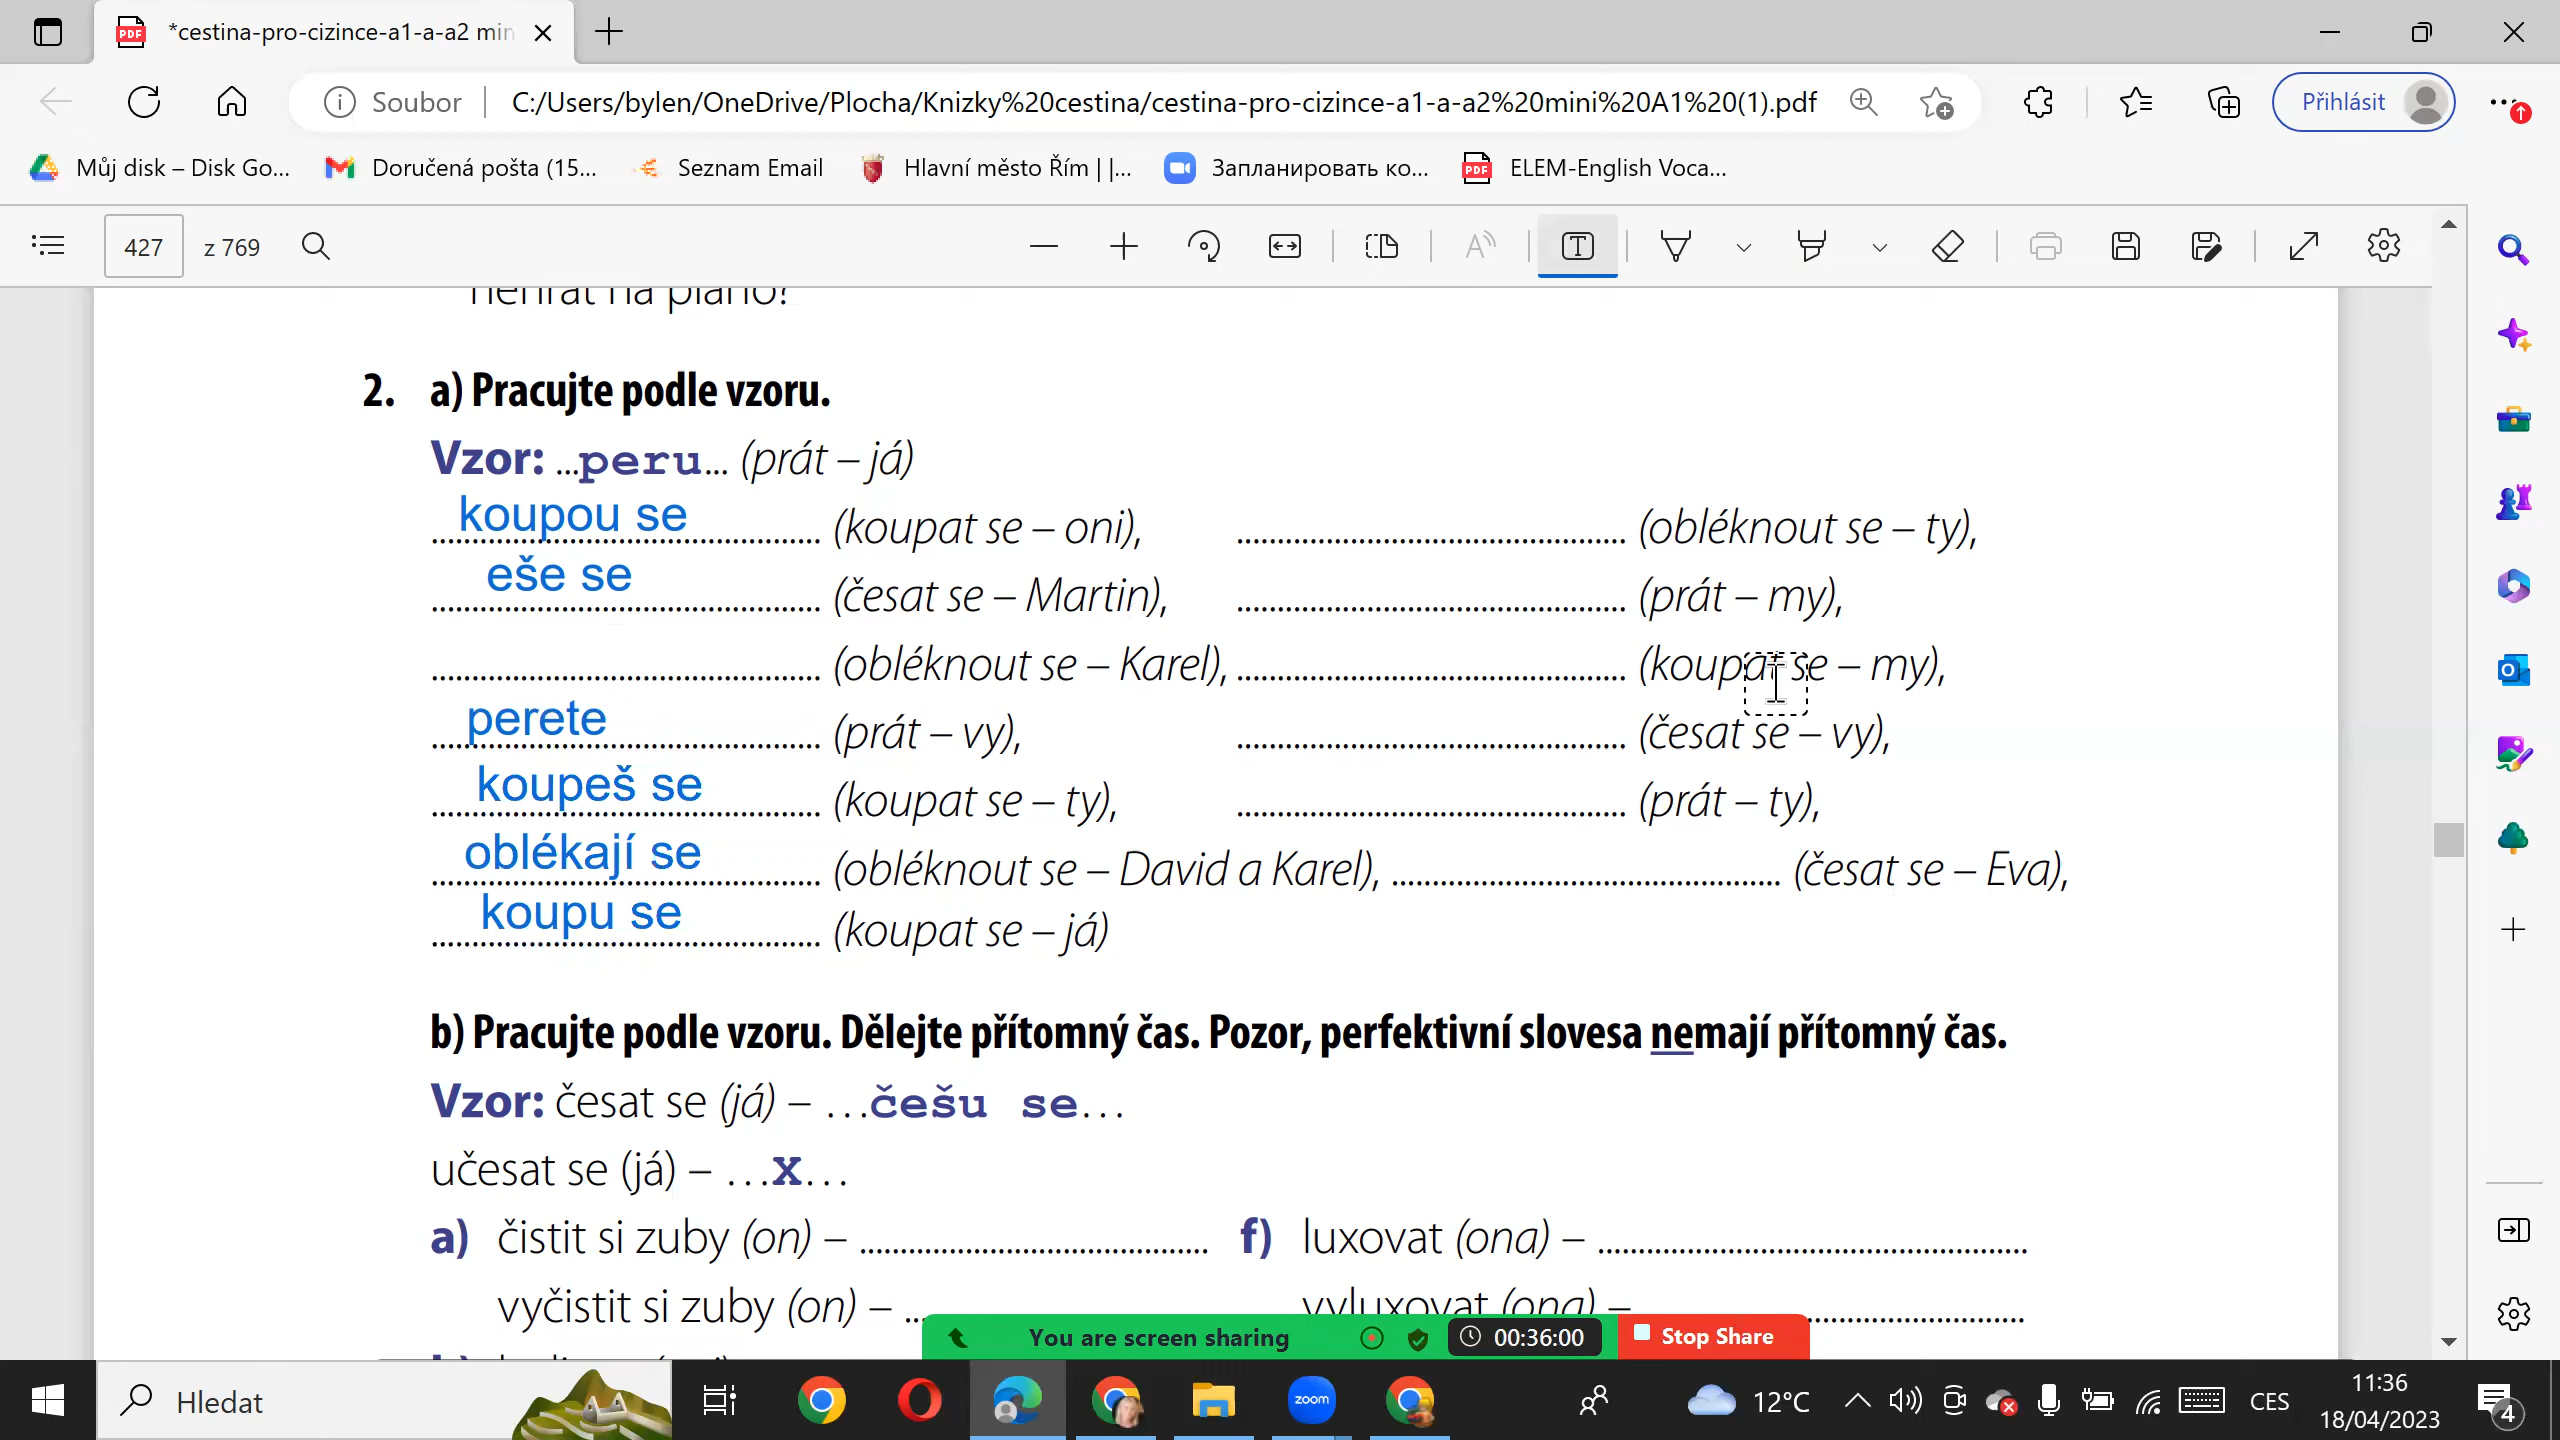 *cestina-pro-cizince-a1-a-a2 min
Soubor C:/Users/bylen/OneDrive/Plocha/Knizky%20cestina/cestina-pro-cizince-a1-a-a2%20mini%20A1%20(1).pdf Přihlásit
Můj disk – Disk Go... Doručená pošta (15... Seznam Email Hlavní město Řím | |... Запланировать ко... ELEM-English Voca...
427 z 769
nehrát na piano?
2. a) Pracujte podle vzoru.
Vzor: ...peru... (prát – já)
koupou se (koupat se – oni), ................ (obléknout se – ty),
eše se (česat se – Martin), ................ (prát – my),
................ (obléknout se – Karel), ................ (koupat se – my),
perete (prát – vy), ................ (česat se – vy),
koupeš se (koupat se – ty), ................ (prát – ty),
oblékají se (obléknout se – David a Karel), ................ (česat se – Eva),
koupu se (koupat se – já)
b) Pracujte podle vzoru. Dělejte přítomný čas. Pozor, perfektivní slovesa nemají přítomný čas.
Vzor: česat se (já) – ...češu se...
učesat se (já) – ...X...
a) čistit si zuby (on) – ................ f) luxovat (ona) – ................
vyčistit si zuby (on) – ... vyluxovat (ona) – ................
You are screen sharing 00:36:00 Stop Share
Hledat zoom 12°C CES 11:36
18/04/2023 4